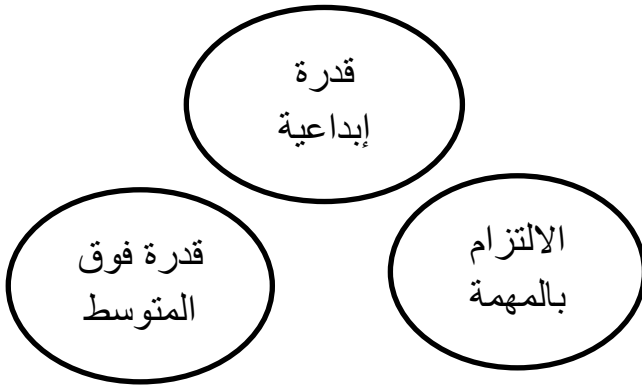 قدرة
إبداعية
الالتزام
بالمهمة
قدرة فوق
المتوسط